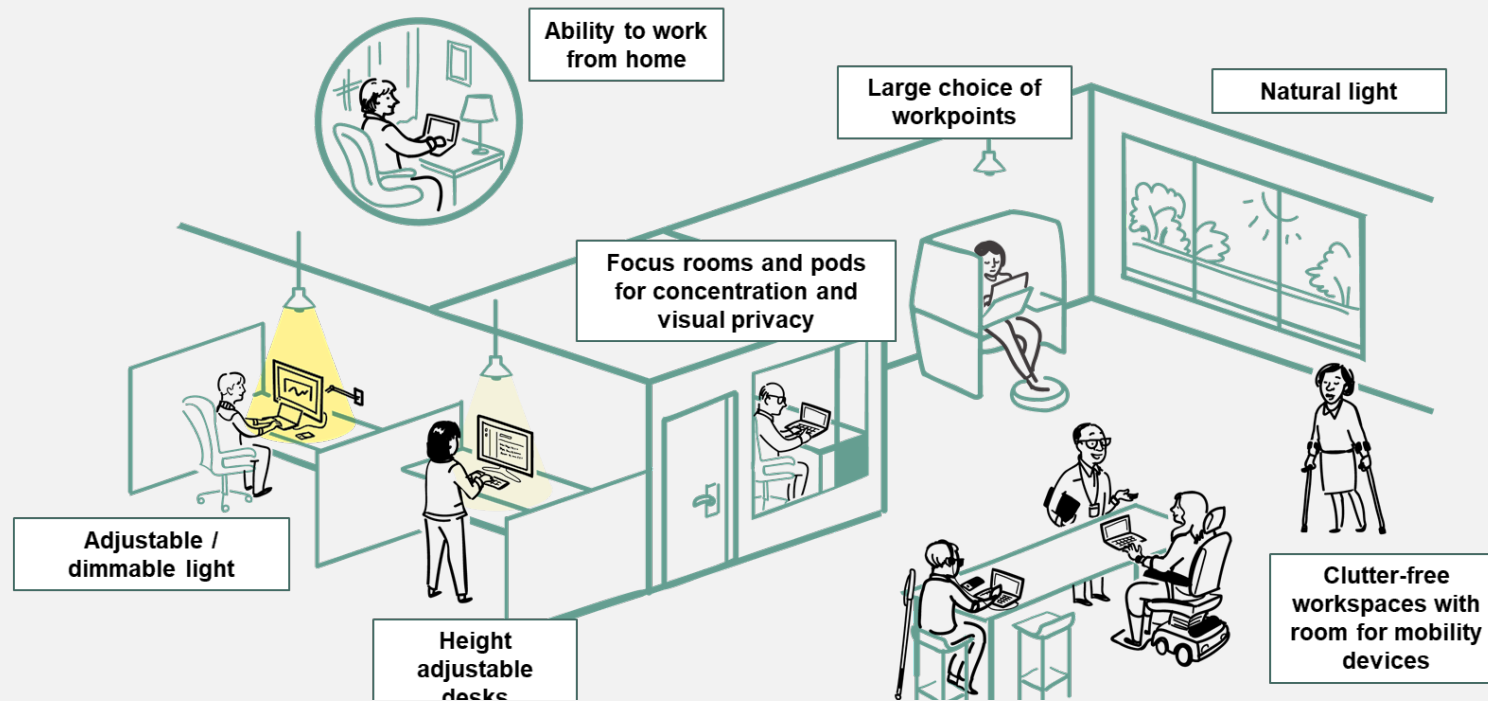 Ability to work
from home
Large choice of
workpoints
Natural light
Focus rooms and pods
for concentration and
visual privacy
Adjustable /
dimmable light
Height
adjustable
desks
Clutter-free
workspaces with
room for mobility
devices